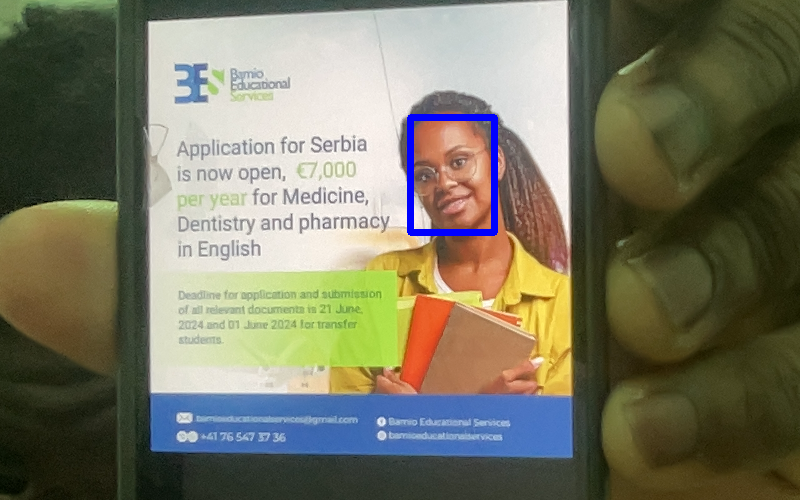 BES Bamio
Educational
Services
Application for Serbia
is now open, €7,000
per year for Medicine,
Dentistry and pharmacy
in English
Deadline for application and submission
of all relevant documents is 21 June,
2024 and 01 June 2024 for transfer
students.
bamioeducationalservices@gmail.com
+41 76 547 37 36
Bamio Educational Services
bamioeducationalservices